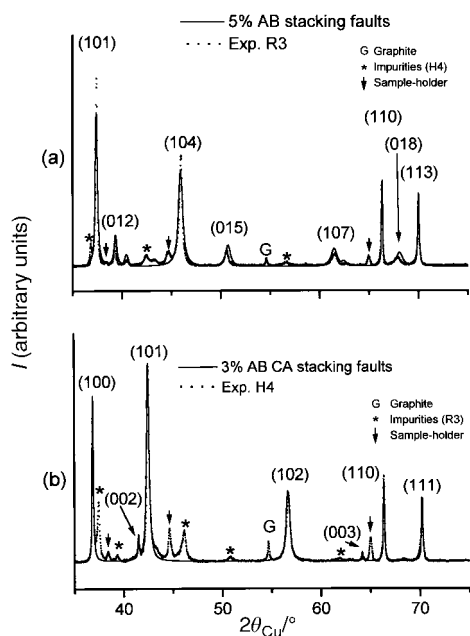 5% AB stacking faults
Exp. R3
G Graphite
* Impurities (H4)
↓ Sample-holder
(101)
(012)
(104)
(015)
G
(107)
(110)
(018)
(113)
*
*
*
(a)
I (arbitrary units)
3% AB CA stacking faults
Exp. H4
G Graphite
* Impurities (R3)
↓ Sample-holder
(100)
(002)
(101)
G
(102)
(003)
(110)
(111)
*
*
*
*
*
(b)
40 50 60 70
2θCu/°